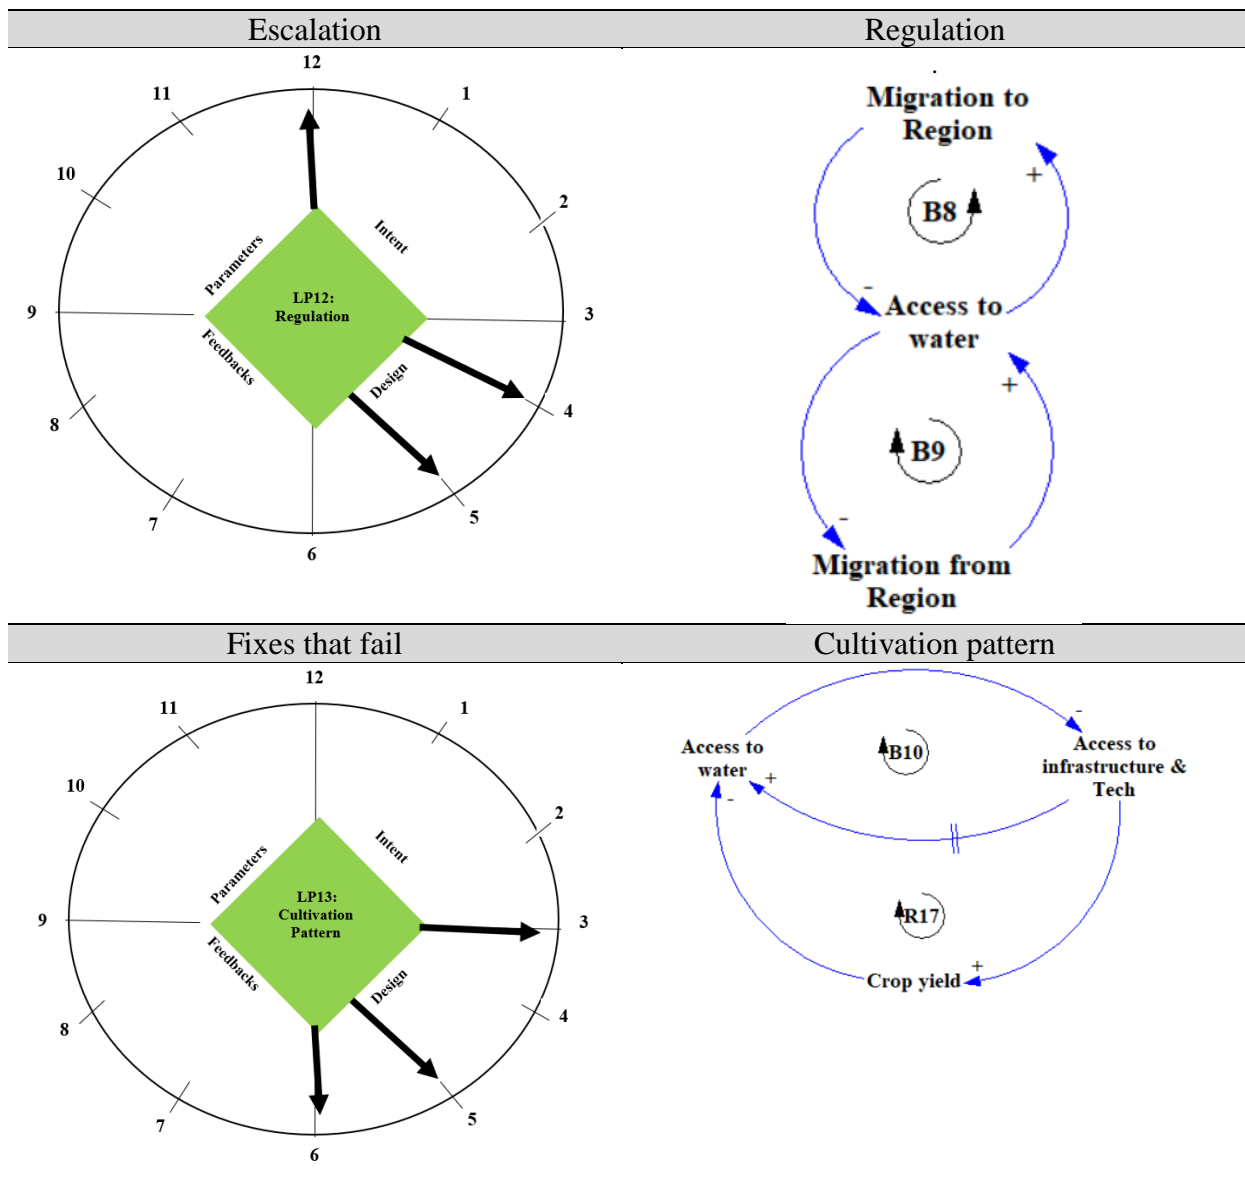 Escalation
Regulation
12
1
2
3
4
5
6
7
8
9
10
11
Parameters
Intent
Feedbacks
Design
LP12:
Regulation
.
Migration to
Region
+
B8
-
Access to
water
+
B9
-
Migration from
Region
Fixes that fail
Cultivation pattern
12
1
2
3
4
5
6
7
8
9
10
11
Parameters
Intent
Feedbacks
Design
LP13:
Cultivation
Pattern
-
Access to
water
+
-
B10
Access to
infrastructure &
Tech
R17
+
Crop yield